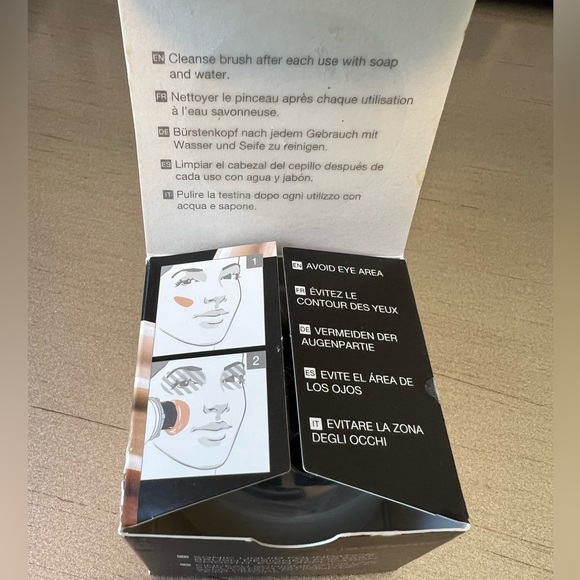 EN Cleanse brush after each use with soap
and water.
FR Nettoyer le pinceau après chaque utilisation
à l'eau savonneuse.
DE Bürstenkopf nach jedem Gebrauch mit
Wasser und Seife zu reinigen.
ES Limpiar el cabezal del cepillo después de
cada uso con agua y jabón.
IT Pulire la testina dopo ogni utilizzo con
acqua e sapone.
1
2
EN AVOID EYE AREA
FR ÉVITEZ LE
CONTOUR DES YEUX
DE VERMEIDEN DER
AUGENPARTIE
ES EVITE EL ÁREA DE
LOS OJOS
IT EVITARE LA ZONA
DEGLI OCCHI